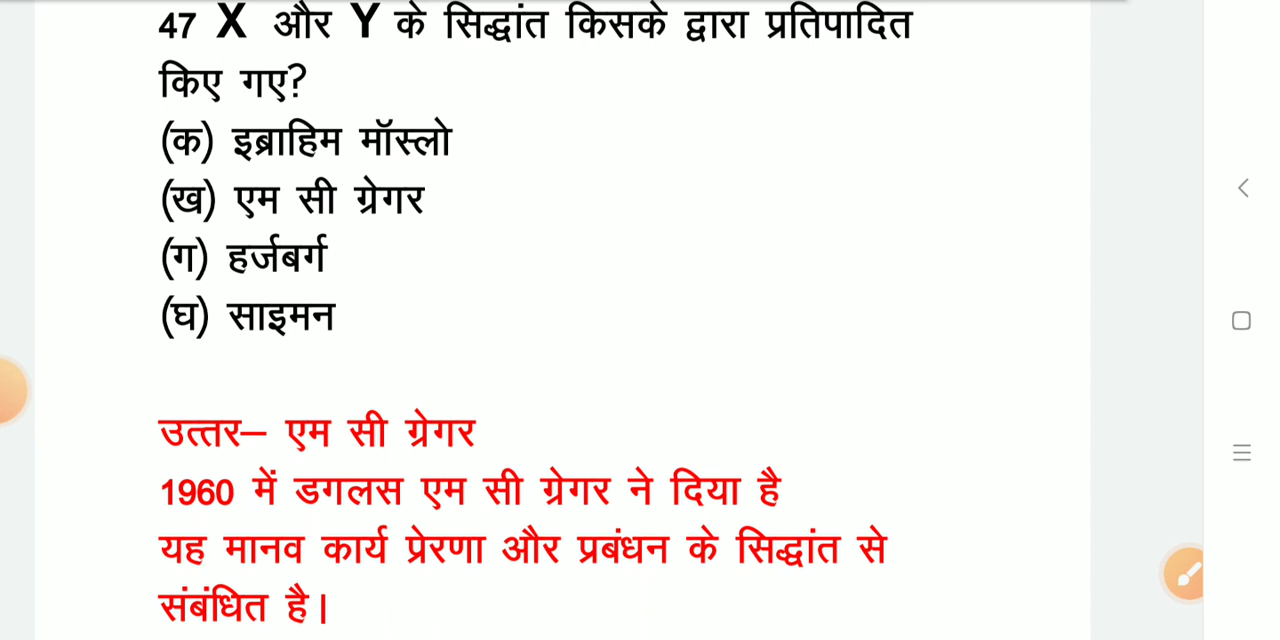 47 X और Y के सिद्धांत किसके द्वारा प्रतिपादित
किए गए?
(क) इब्राहिम मॉस्लो
(ख) एम सी ग्रेगर
(ग) हर्जबर्ग
(घ) साइमन
उत्तर– एम सी ग्रेगर
1960 में डगलस एम सी ग्रेगर ने दिया है
यह मानव कार्य प्रेरणा और प्रबंधन के सिद्धांत से
संबंधित है।